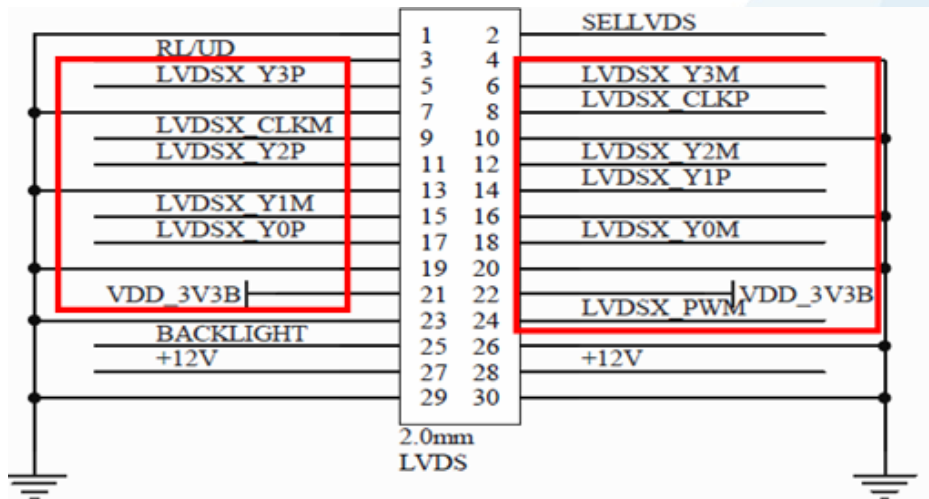 1 2 SELLVDS
RL/UD 3 4
LVDSX_Y3P 5 6 LVDSX_Y3M
7 8 LVDSX_CLKP
LVDSX_CLKM 9 10
LVDSX_Y2P 11 12 LVDSX_Y2M
13 14 LVDSX_Y1P
LVDSX_Y1M 15 16
LVDSX_Y0P 17 18 LVDSX_Y0M
19 20
VDD_3V3B 21 22 VDD_3V3B
23 24 LVDSX_PWM
BACKLIGHT 25 26
+12V 27 28 +12V
29 30
2.0mm
LVDS